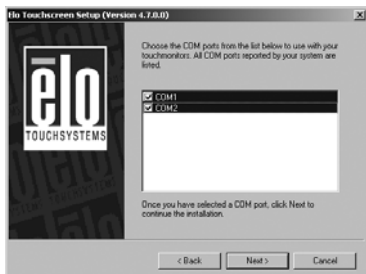 Elo Touchscreen Setup (Version 4.7.0.0)
Choose the COM ports from the list below to use with your
touchmonitors. All COM ports reported by your system are
listed.
COM1
COM2
elo
TOUCHSYSTEMS
Once you have selected a COM port, click Next to
continue the installation.
< Back
Next >
Cancel